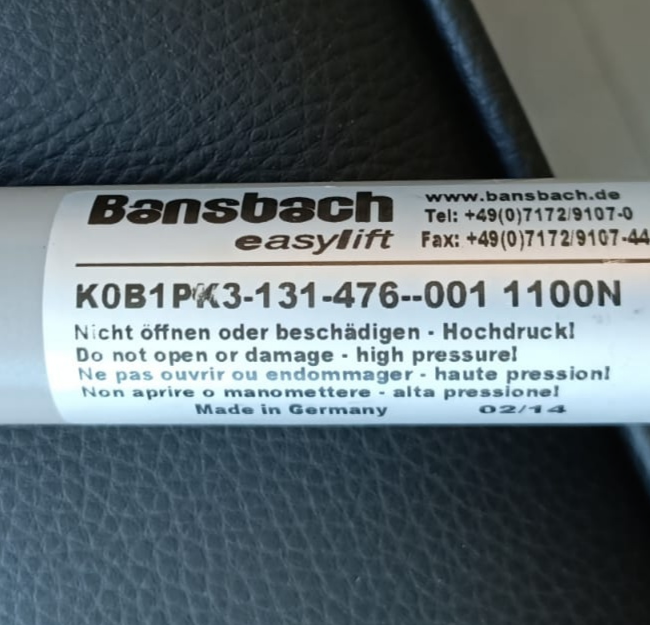 Bansbach
easylift
www.bansbach.de
Tel: +49(0)7172/9107-0
Fax: +49(0)7172/9107-44
K0B1PK3-131-476--001 1100N
Nicht öffnen oder beschädigen - Hochdruck!
Do not open or damage - high pressure!
Ne pas ouvrir ou endommager - haute pression!
Non aprire o manomettere - alta pressione!
Made in Germany 02/14